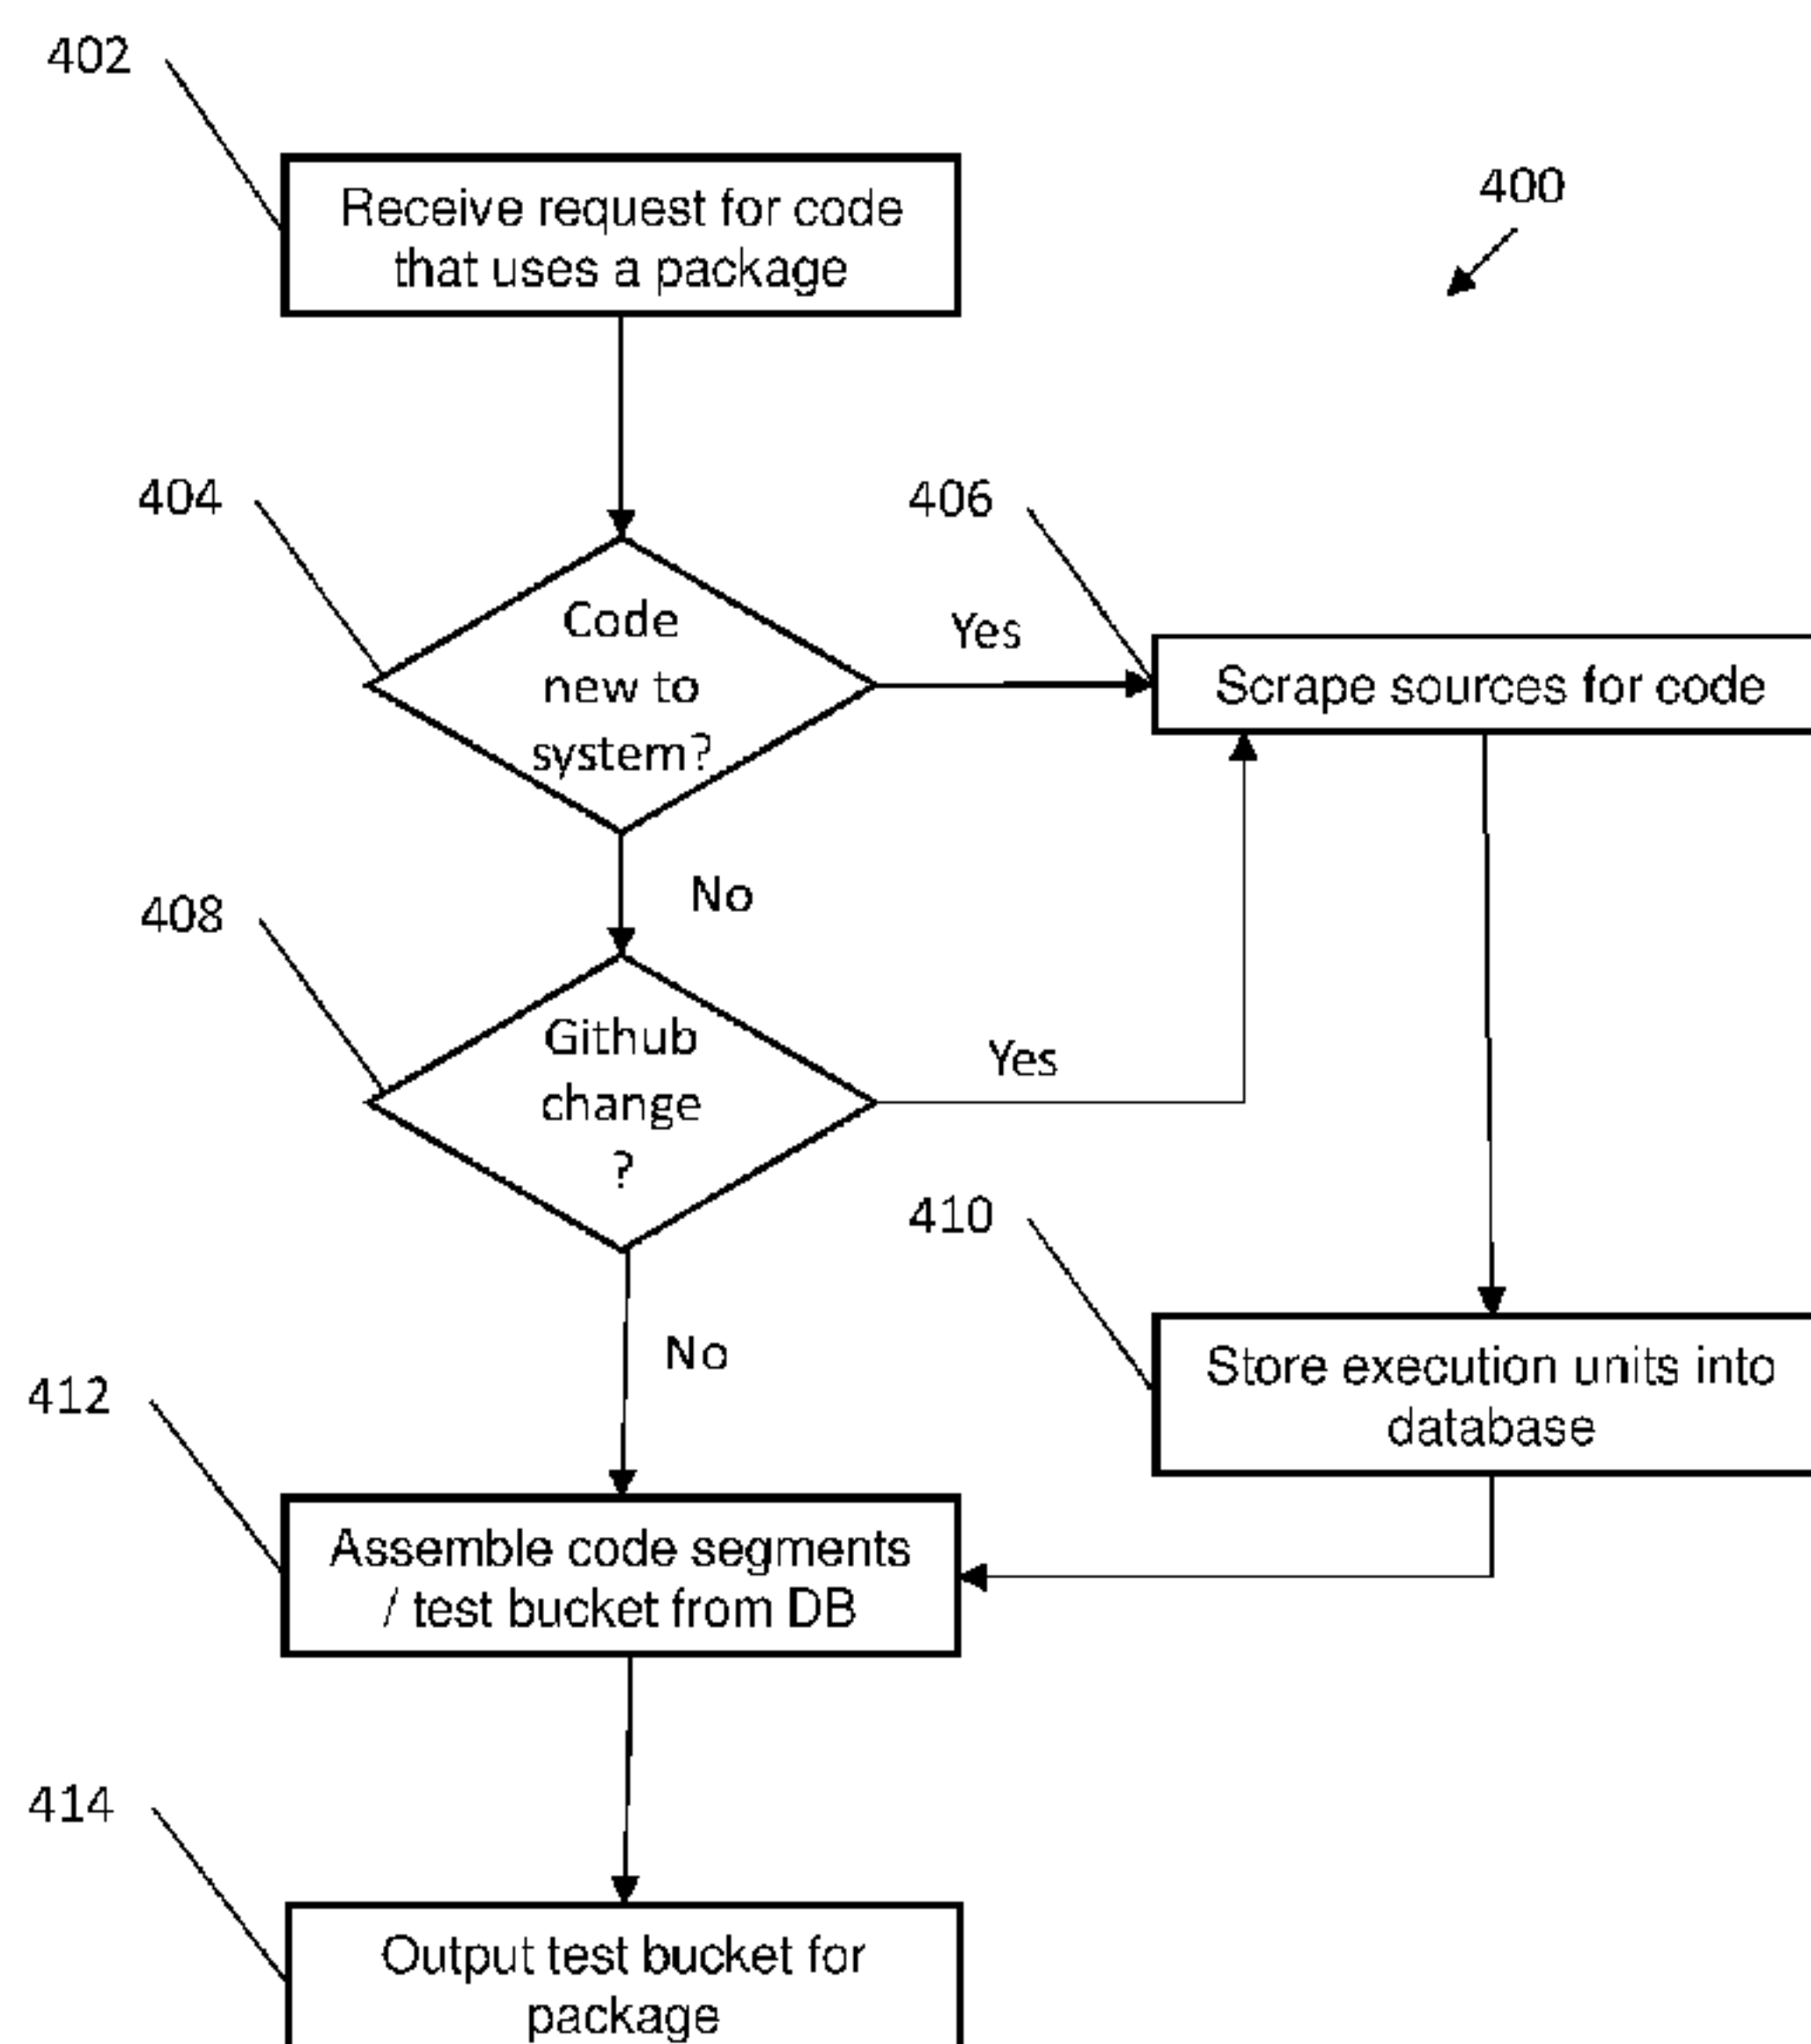 402
Receive request for code
that uses a package
400
404
Code
new to
system?
Yes
406
Scrape sources for code
No
408
Github
change
?
Yes
410
Store execution units into
database
No
412
Assemble code segments
/ test bucket from DB
414
Output test bucket for
package